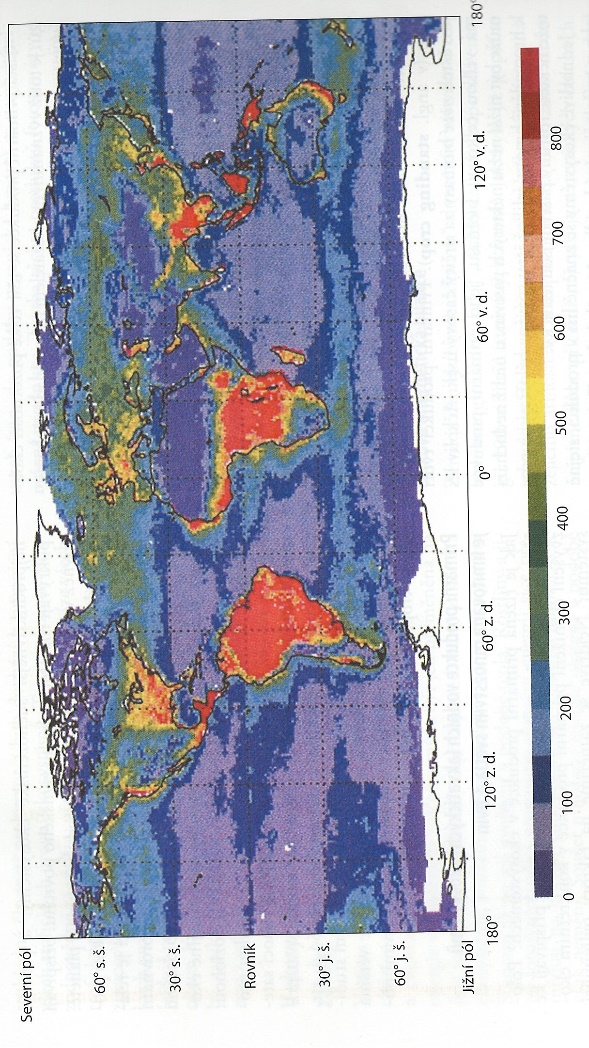 Severní pól
60° s. š.
30° s. š.
Rovník
30° j. š.
60° j. š.
Jižní pól
180°
120° z. d.
60° z. d.
0°
60° v. d.
120° v. d.
180°
0
100
200
300
400
500
600
700
800